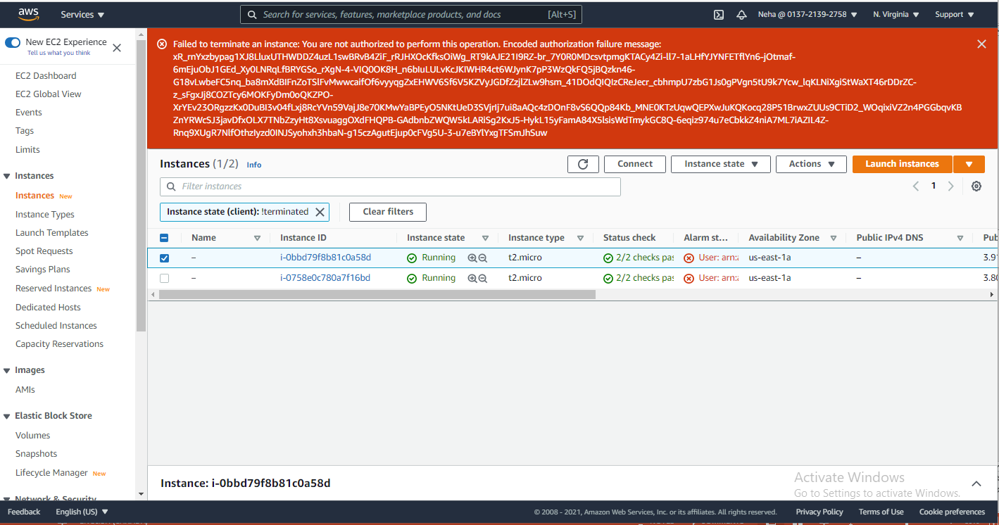 aws
Services
Search for services, features, marketplace products, and docs [Alt+S]
Neha @ 0137-2139-2758
N. Virginia
Support
New EC2 Experience
Tell us what you think
EC2 Dashboard
EC2 Global View
Events
Tags
Limits
Instances
Instances New
Instance Types
Launch Templates
Spot Requests
Savings Plans
Reserved Instances New
Dedicated Hosts
Scheduled Instances
Capacity Reservations
Images
AMIs
Elastic Block Store
Volumes
Snapshots
Lifecycle Manager New
Network & Security
Failed to terminate an instance: You are not authorized to perform this operation. Encoded authorization failure message:
xR_rnYxzbypag1XJ8LluxUTHWDDZ4uzL1swBRvB4ZiF_rRJHXOcKfksOiWg_RT9kAJE21I9RZ-br_7Y0R0MDcsvtpmgKTACy4Zi-ll7-1aLHfYJYNFETflYn6-jOtmaf-
6mEjuObJ1GEd_Xy0LNRqLfBRYGSo_rXgN-4-VIQ0OK8H_n6bIuLULvKcJKIWHR4ct6WJynK7pP3WzQkFQ5jBQzkn46-
G18vLwbeFC5nq_ba8mXdBIFnZoTSlFvMwwcaifOf6vyyqgZxEHWV6Sf6V5KZVyJGDfZzjlZLw9hsm_41DOdQIQIzCReJecr_cbhmpU7zbG1Js0gPVgn5tU9k7Ycw_lqKLNiXgiStWaXT46rDDrZC-
z_sFgxJj8COZTcy6MOKFyDm0oQKZPO-
XrYEv23ORgzzKx0DuBI3v04fLxj8RcYVn59VajJ8e70KMwYaBPEyO5NKtUeD3SVjrIj7ui8aAQc4zDOnF8vS6QQp84Kb_MNE0KTzUqwQEPXwJuKQKocq28P51BrwxZUUs9CTiD2_WOqixiVZ2n4PGGbqvKB
ZnYRWcSJ3javDfxOLX7TNbZzyHt8XsvuaggOXdFHQPB-GAdbnbZWQW5kLARiSg2KxJ5-HykL15yFamA84X5lsisWdTmykGC8Q-6eqiz974u7eCbkkZ4niA7ML7iAZIL4Z-
Rnq9XUgR7NlfOthzIyzd0INJSyohxh3hbaN-g15czAgutEjup0cFVg5U-3-u7eBYlYxgTFSmJhSuw
Instances (1/2) Info
Connect
Instance state
Actions
Launch instances
Filter instances
1
Instance state (client): !terminated
Clear filters
Name Instance ID Instance state Instance type Status check Alarm st... Availability Zone Public IPv4 DNS Pub
– i-0bbd79f8b81c0a58d Running t2.micro 2/2 checks pas User: arn:a us-east-1a – 3.91
– i-0758e0c780a7f16bd Running t2.micro 2/2 checks pas User: arn:a us-east-1a – 3.80
Instance: i-0bbd79f8b81c0a58d
Activate Windows
Go to Settings to activate Windows.
Feedback
English (US)
© 2008 - 2021, Amazon Web Services, Inc. or its affiliates. All rights reserved.
Privacy Policy
Terms of Use
Cookie preferences